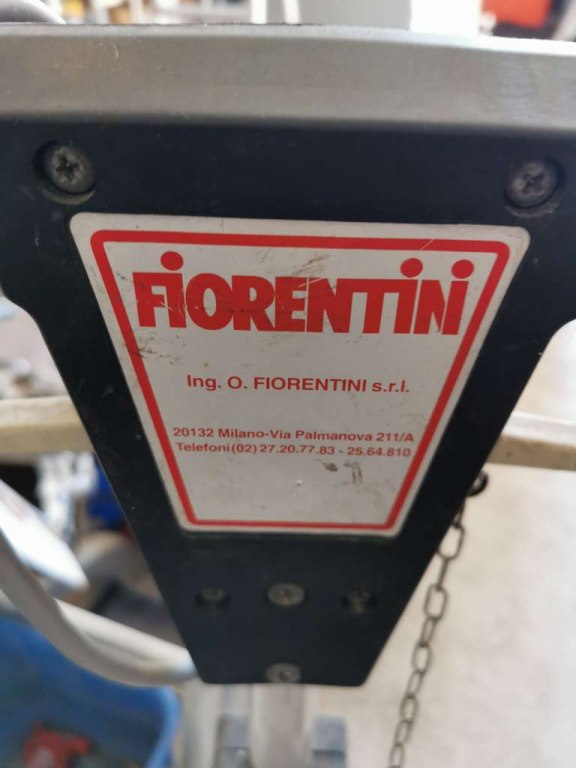 FiORENTiNi
Ing. O. FIORENTINI s.r.l.
20132 Milano-Via Palmanova 211/A
Telefoni (02) 27.20.77.83 - 25.64.810